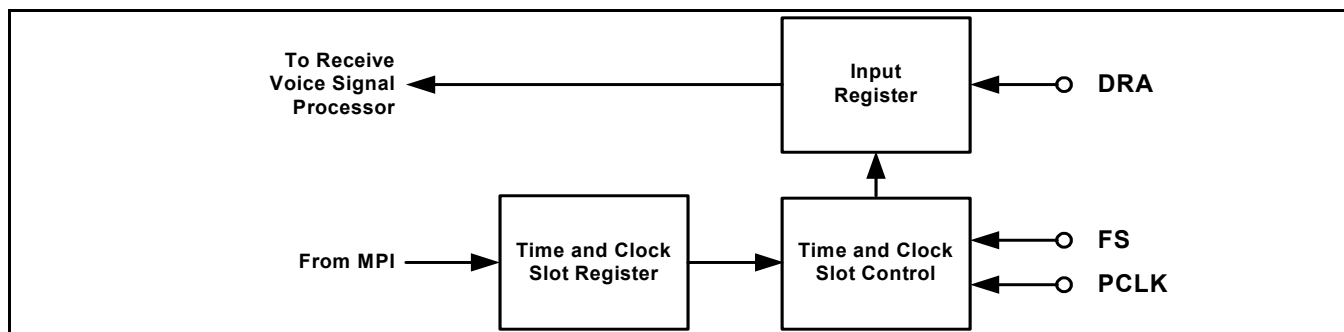 To Receive
Voice Signal
Processor
Input
Register
DRA
From MPI
Time and Clock
Slot Register
Time and Clock
Slot Control
FS
PCLK